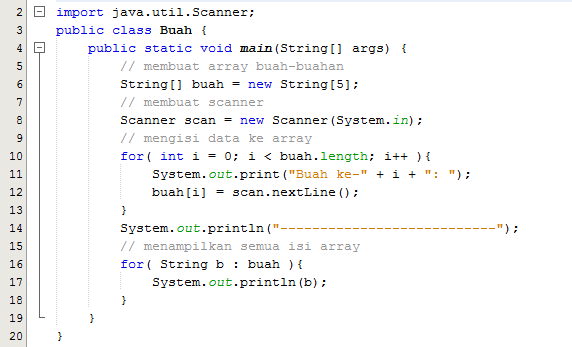 2 import java.util.Scanner;
3 public class Buah {
4 public static void main(String[] args) {
5 // membuat array buah-buahan
6 String[] buah = new String[5];
7 // membuat scanner
8 Scanner scan = new Scanner(System.in);
9 // mengisi data ke array
10 for( int i = 0; i < buah.length; i++ ){
11 System.out.print("Buah ke-" + i + ": ");
12 buah[i] = scan.nextLine();
13 }
14 System.out.println("---------------------------");
15 // menampilkan semua isi array
16 for( String b : buah ){
17 System.out.println(b);
18 }
19 }
20 }